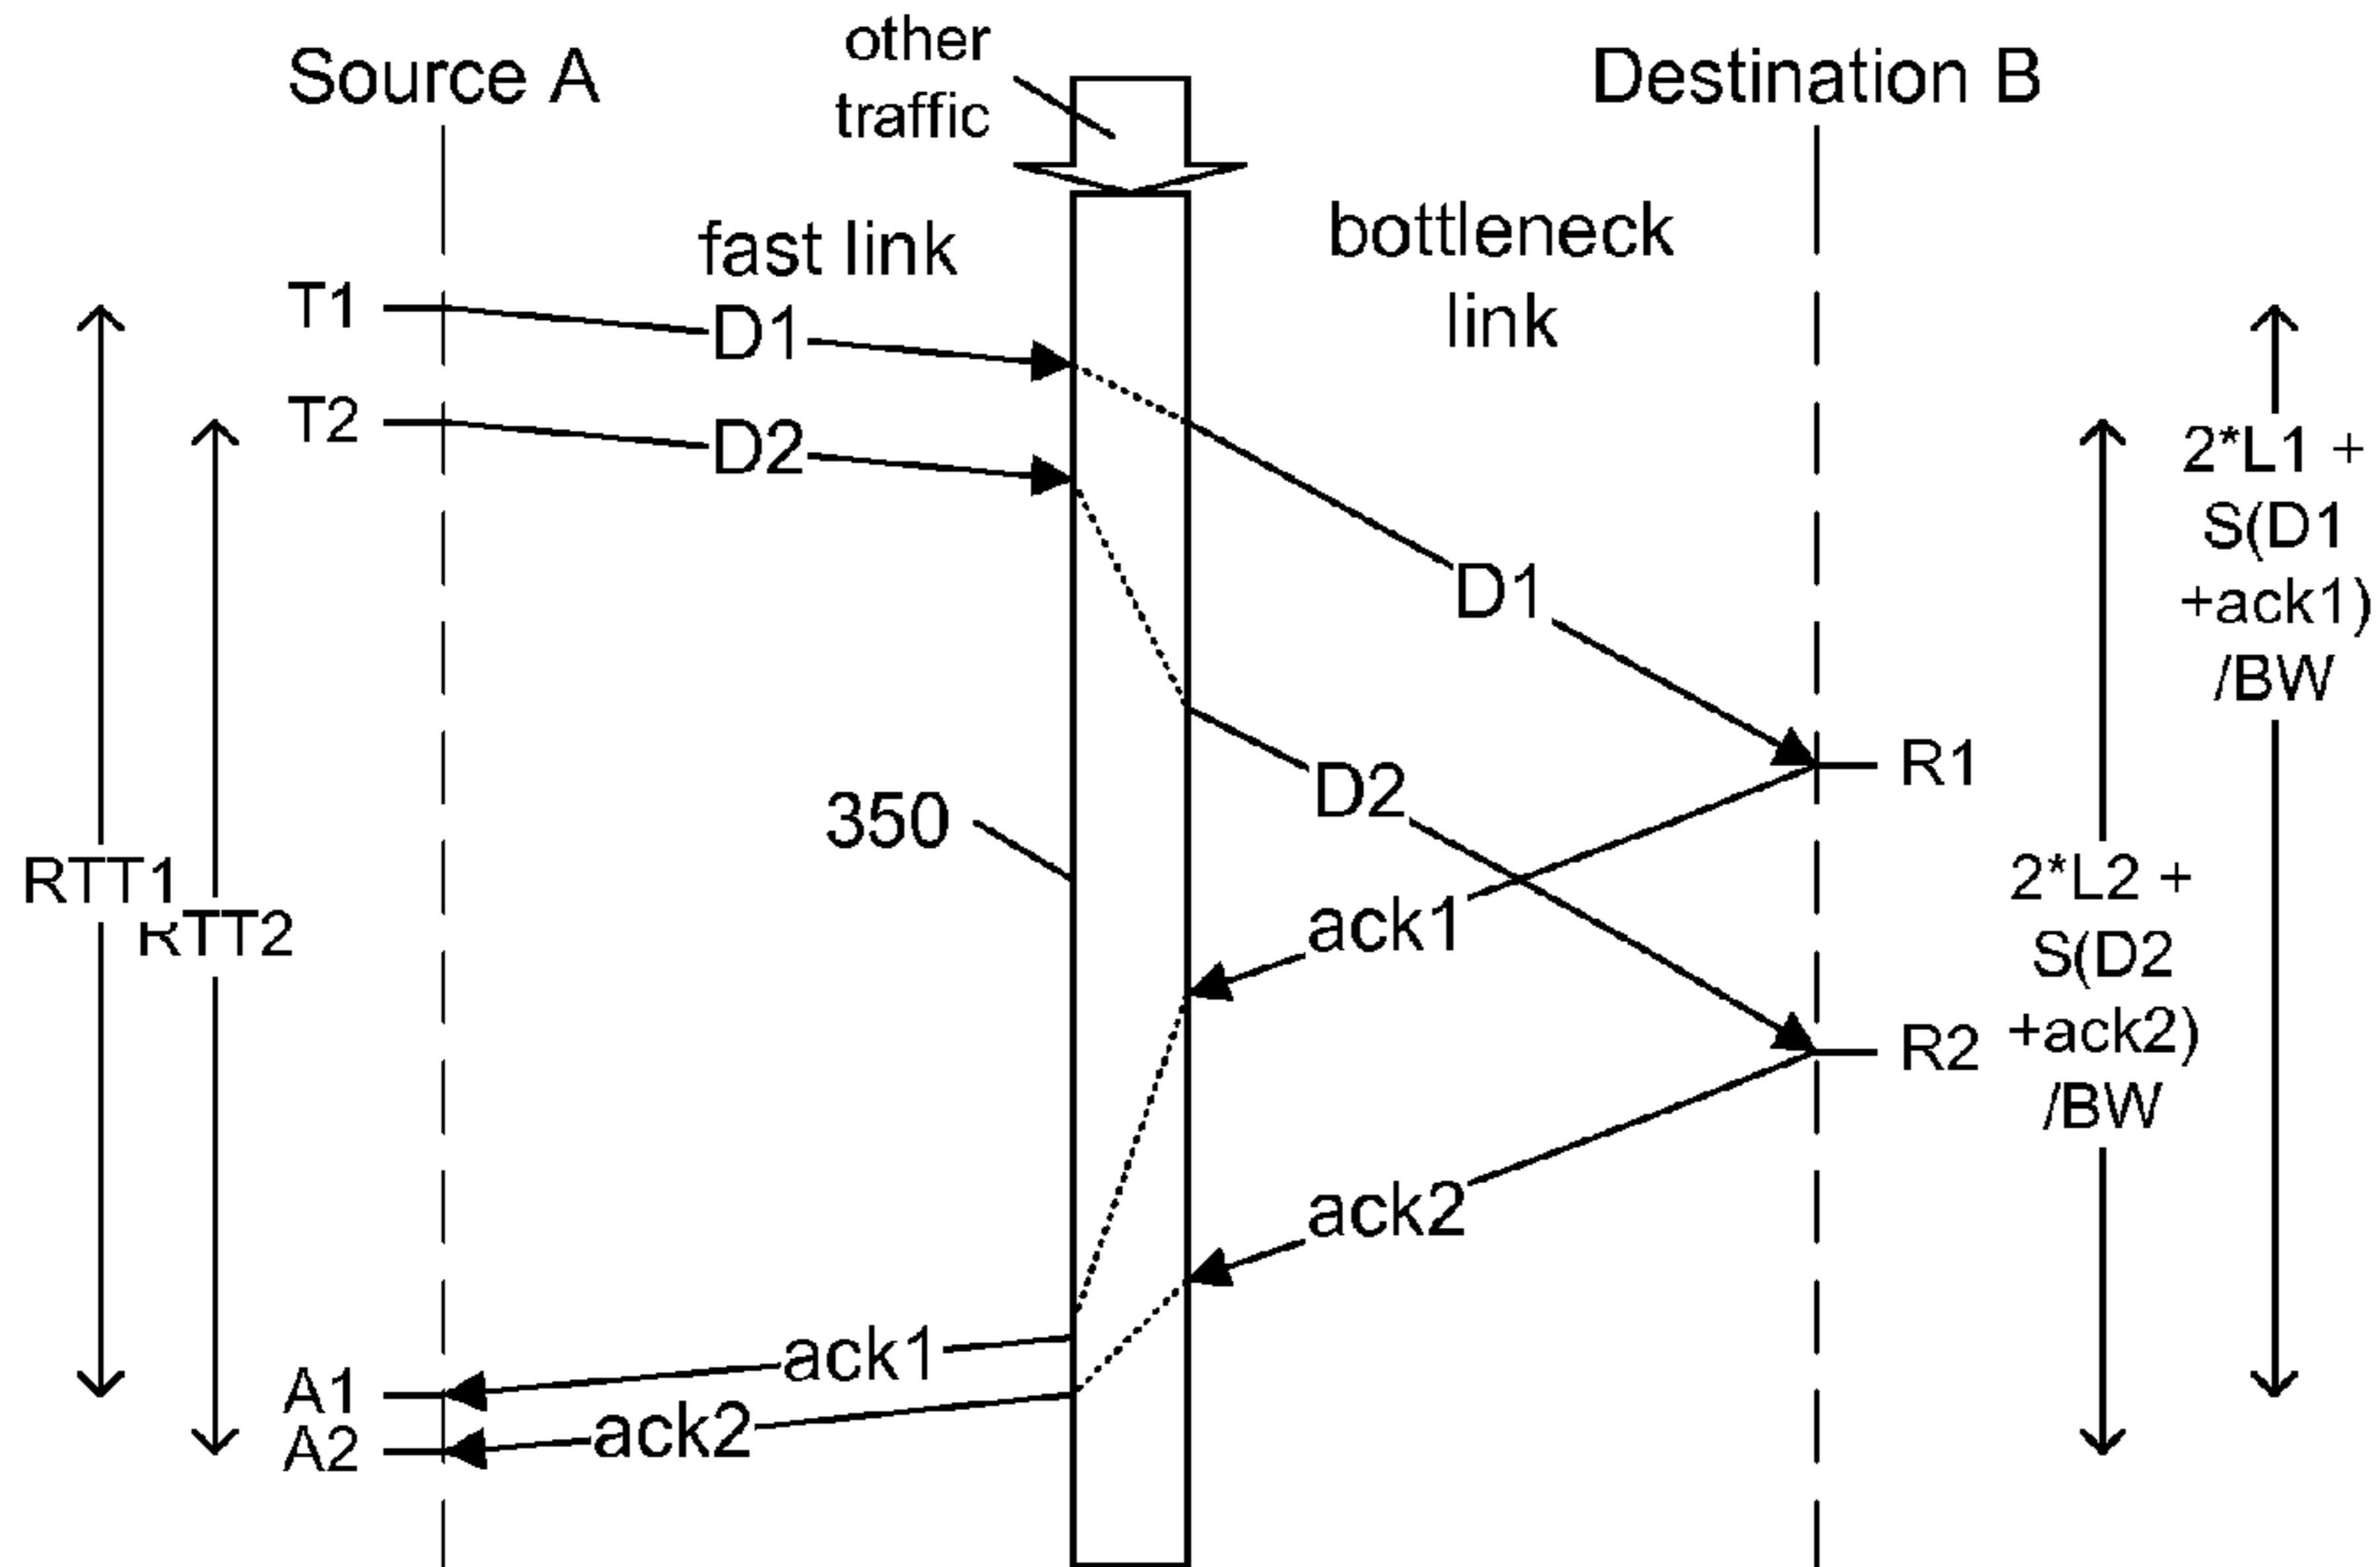 other
traffic
Source A
Destination B
fast link
bottleneck
link
T1
D1
T2
D2
2*L1 +
S(D1
+ack1)
/BW
D1
R1
D2
350
RTT1
RTT2
ack1
2*L2 +
S(D2
+ack2)
/BW
R2
ack2
ack1
A1
ack2
A2